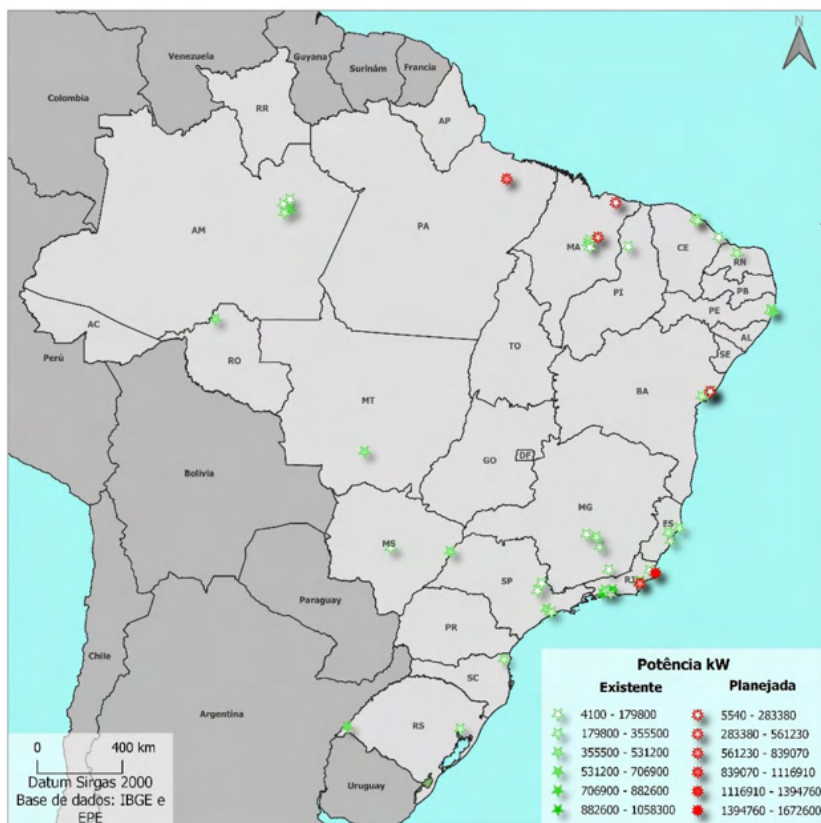 N
Venezuela
Guyana
Surinám
Francia
Colombia
RR
AP
AM
PA
MA
CE
RN
PB
PE
AL
SE
PI
TO
BA
AC
RO
MT
Perú
Bolivia
GO
DF
MG
ES
MS
SP
RJ
Paraguay
PR
SC
Chile
Argentina
RS
Uruguay
0 400 km
Datum Sirgas 2000
Base de dados: IBGE e
EPE
Potência kW
Existente Planejada
4100 - 179800 5540 - 283380
179800 - 355500 283380 - 561230
355500 - 531200 561230 - 839070
531200 - 706900 839070 - 1116910
706900 - 882600 1116910 - 1394760
882600 - 1058300 1394760 - 1672600